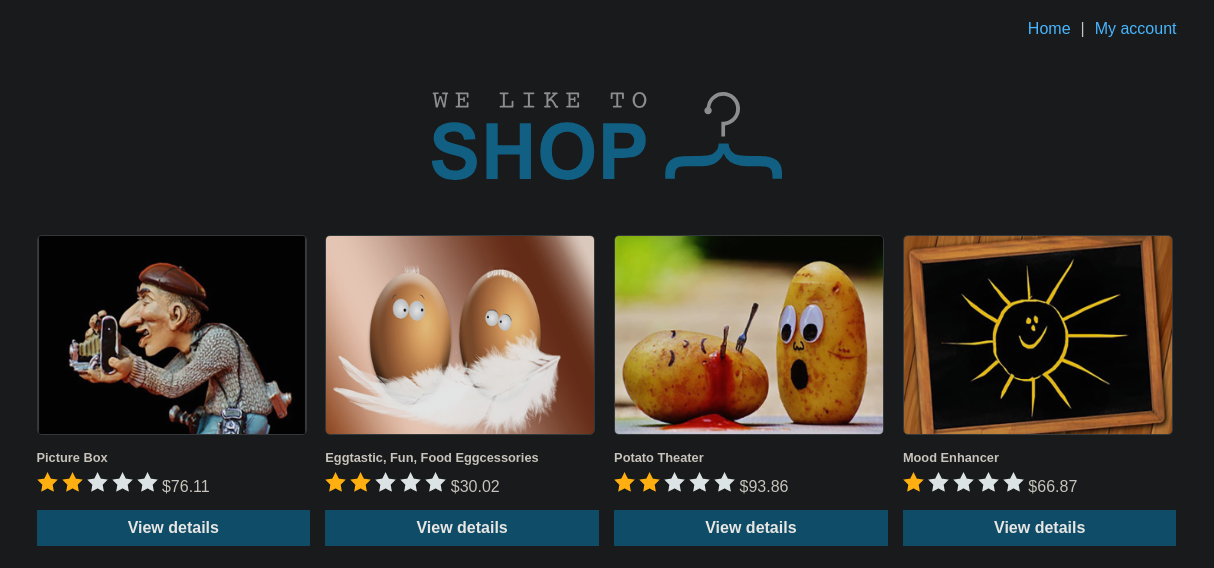 Home | My account
WE LIKE TO
SHOP
Picture Box
$76.11
View details
Eggtastic, Fun, Food Eggcessories
$30.02
View details
Potato Theater
$93.86
View details
Mood Enhancer
$66.87
View details